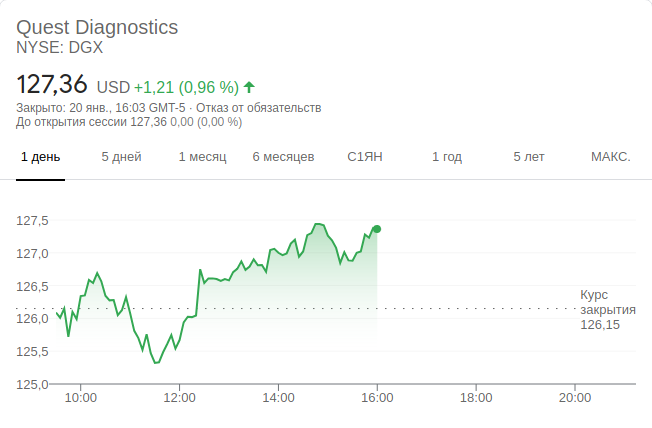 Quest Diagnostics
NYSE: DGX
127,36 USD +1,21 (0,96 %)
Закрыто: 20 янв., 16:03 GMT-5 · Отказ от обязательств
До открытия сессии 127,36 0,00 (0,00 %)
1 день 5 дней 1 месяц 6 месяцев С1ЯН 1 год 5 лет МАКС.
127,5
127,0
126,5
126,0
125,5
125,0
Курс
закрытия
126,15
10:00 12:00 14:00 16:00 18:00 20:00